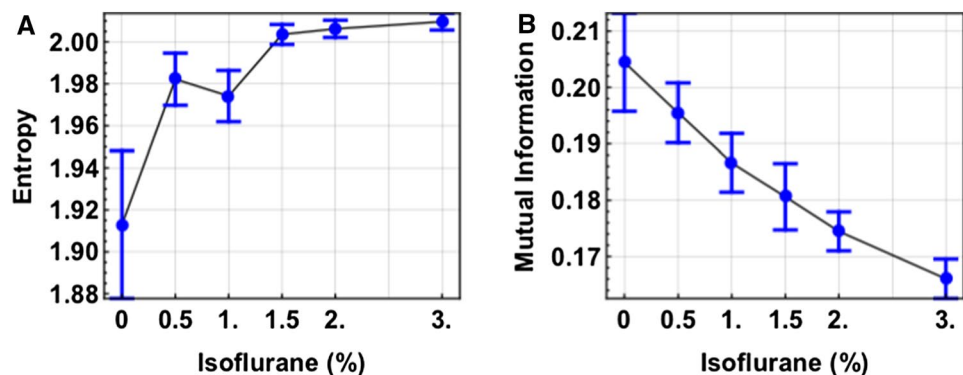 A
Entropy
2.00
1.98
1.96
1.94
1.92
1.90
1.88
0 0.5 1. 1.5 2. 3.
Isoflurane (%)
B
Mutual Information
0.21
0.20
0.19
0.18
0.17
0 0.5 1. 1.5 2. 3.
Isoflurane (%)